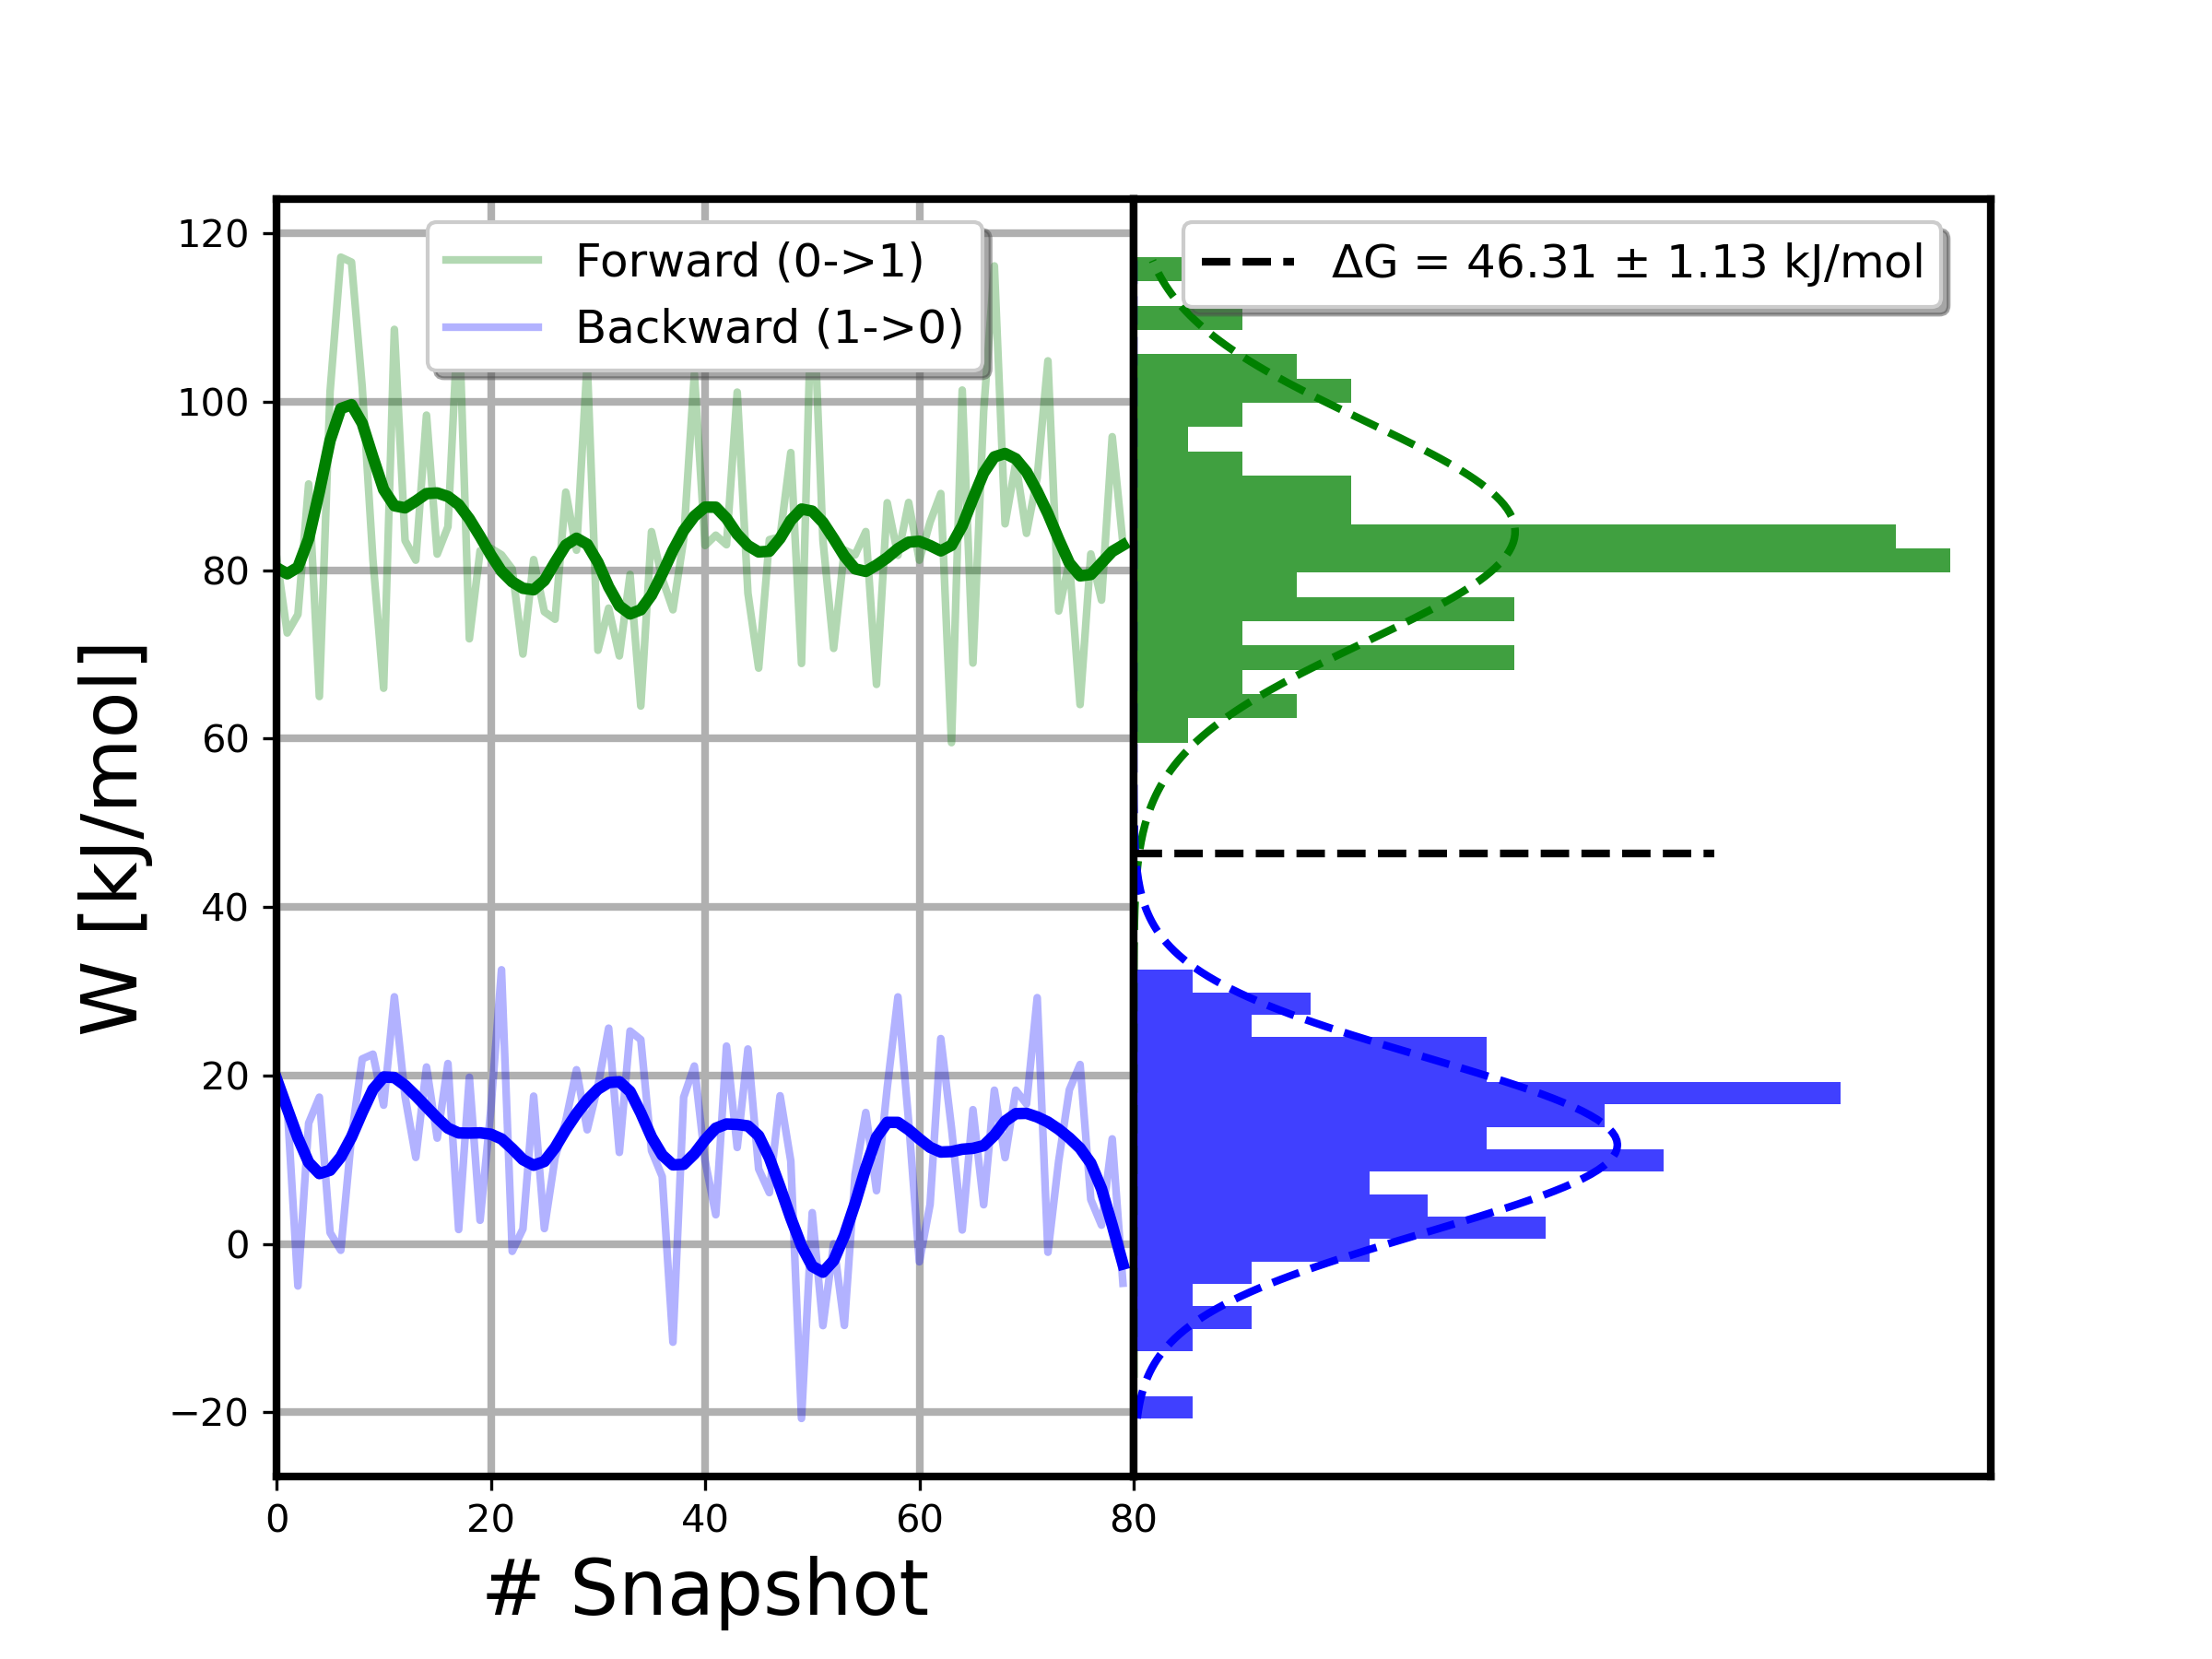 120
100
80
60
40
20
0
−20
W [kJ/mol]
0 20 40 60 80
# Snapshot
Forward (0->1)
Backward (1->0)
ΔG = 46.31 ± 1.13 kJ/mol